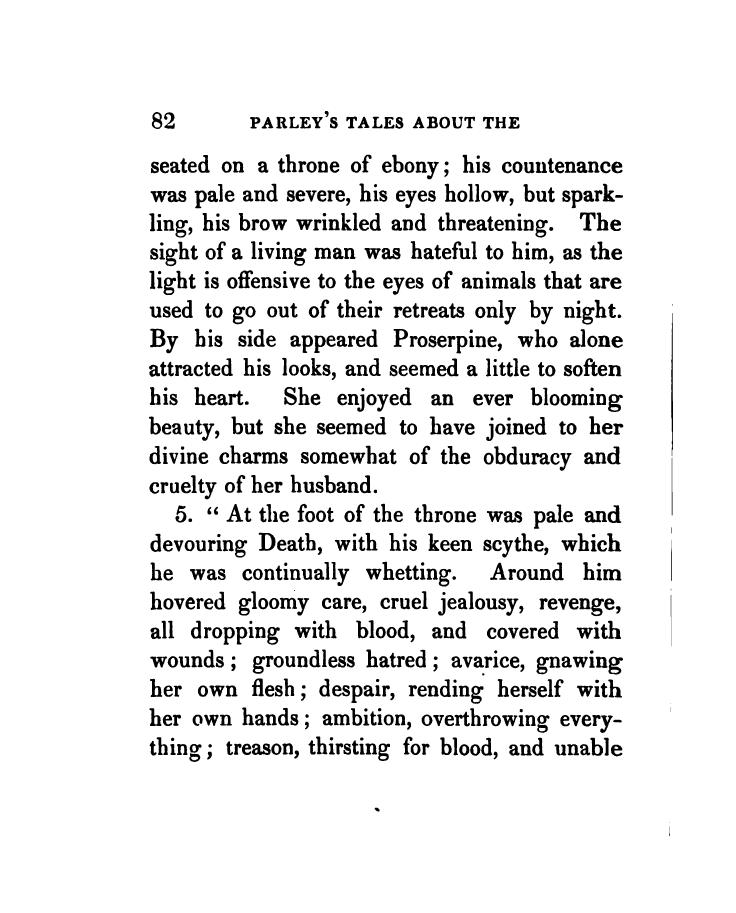 82 PARLEY'S TALES ABOUT THE
seated on a throne of ebony; his countenance
was pale and severe, his eyes hollow, but spark-
ling, his brow wrinkled and threatening. The
sight of a living man was hateful to him, as the
light is offensive to the eyes of animals that are
used to go out of their retreats only by night.
By his side appeared Proserpine, who alone
attracted his looks, and seemed a little to soften
his heart. She enjoyed an ever blooming
beauty, but she seemed to have joined to her
divine charms somewhat of the obduracy and
cruelty of her husband.
5. “ At the foot of the throne was pale and
devouring Death, with his keen scythe, which
he was continually whetting. Around him
hovered gloomy care, cruel jealousy, revenge,
all dropping with blood, and covered with
wounds; groundless hatred; avarice, gnawing
her own flesh; despair, rending herself with
her own hands; ambition, overthrowing every-
thing; treason, thirsting for blood, and unable